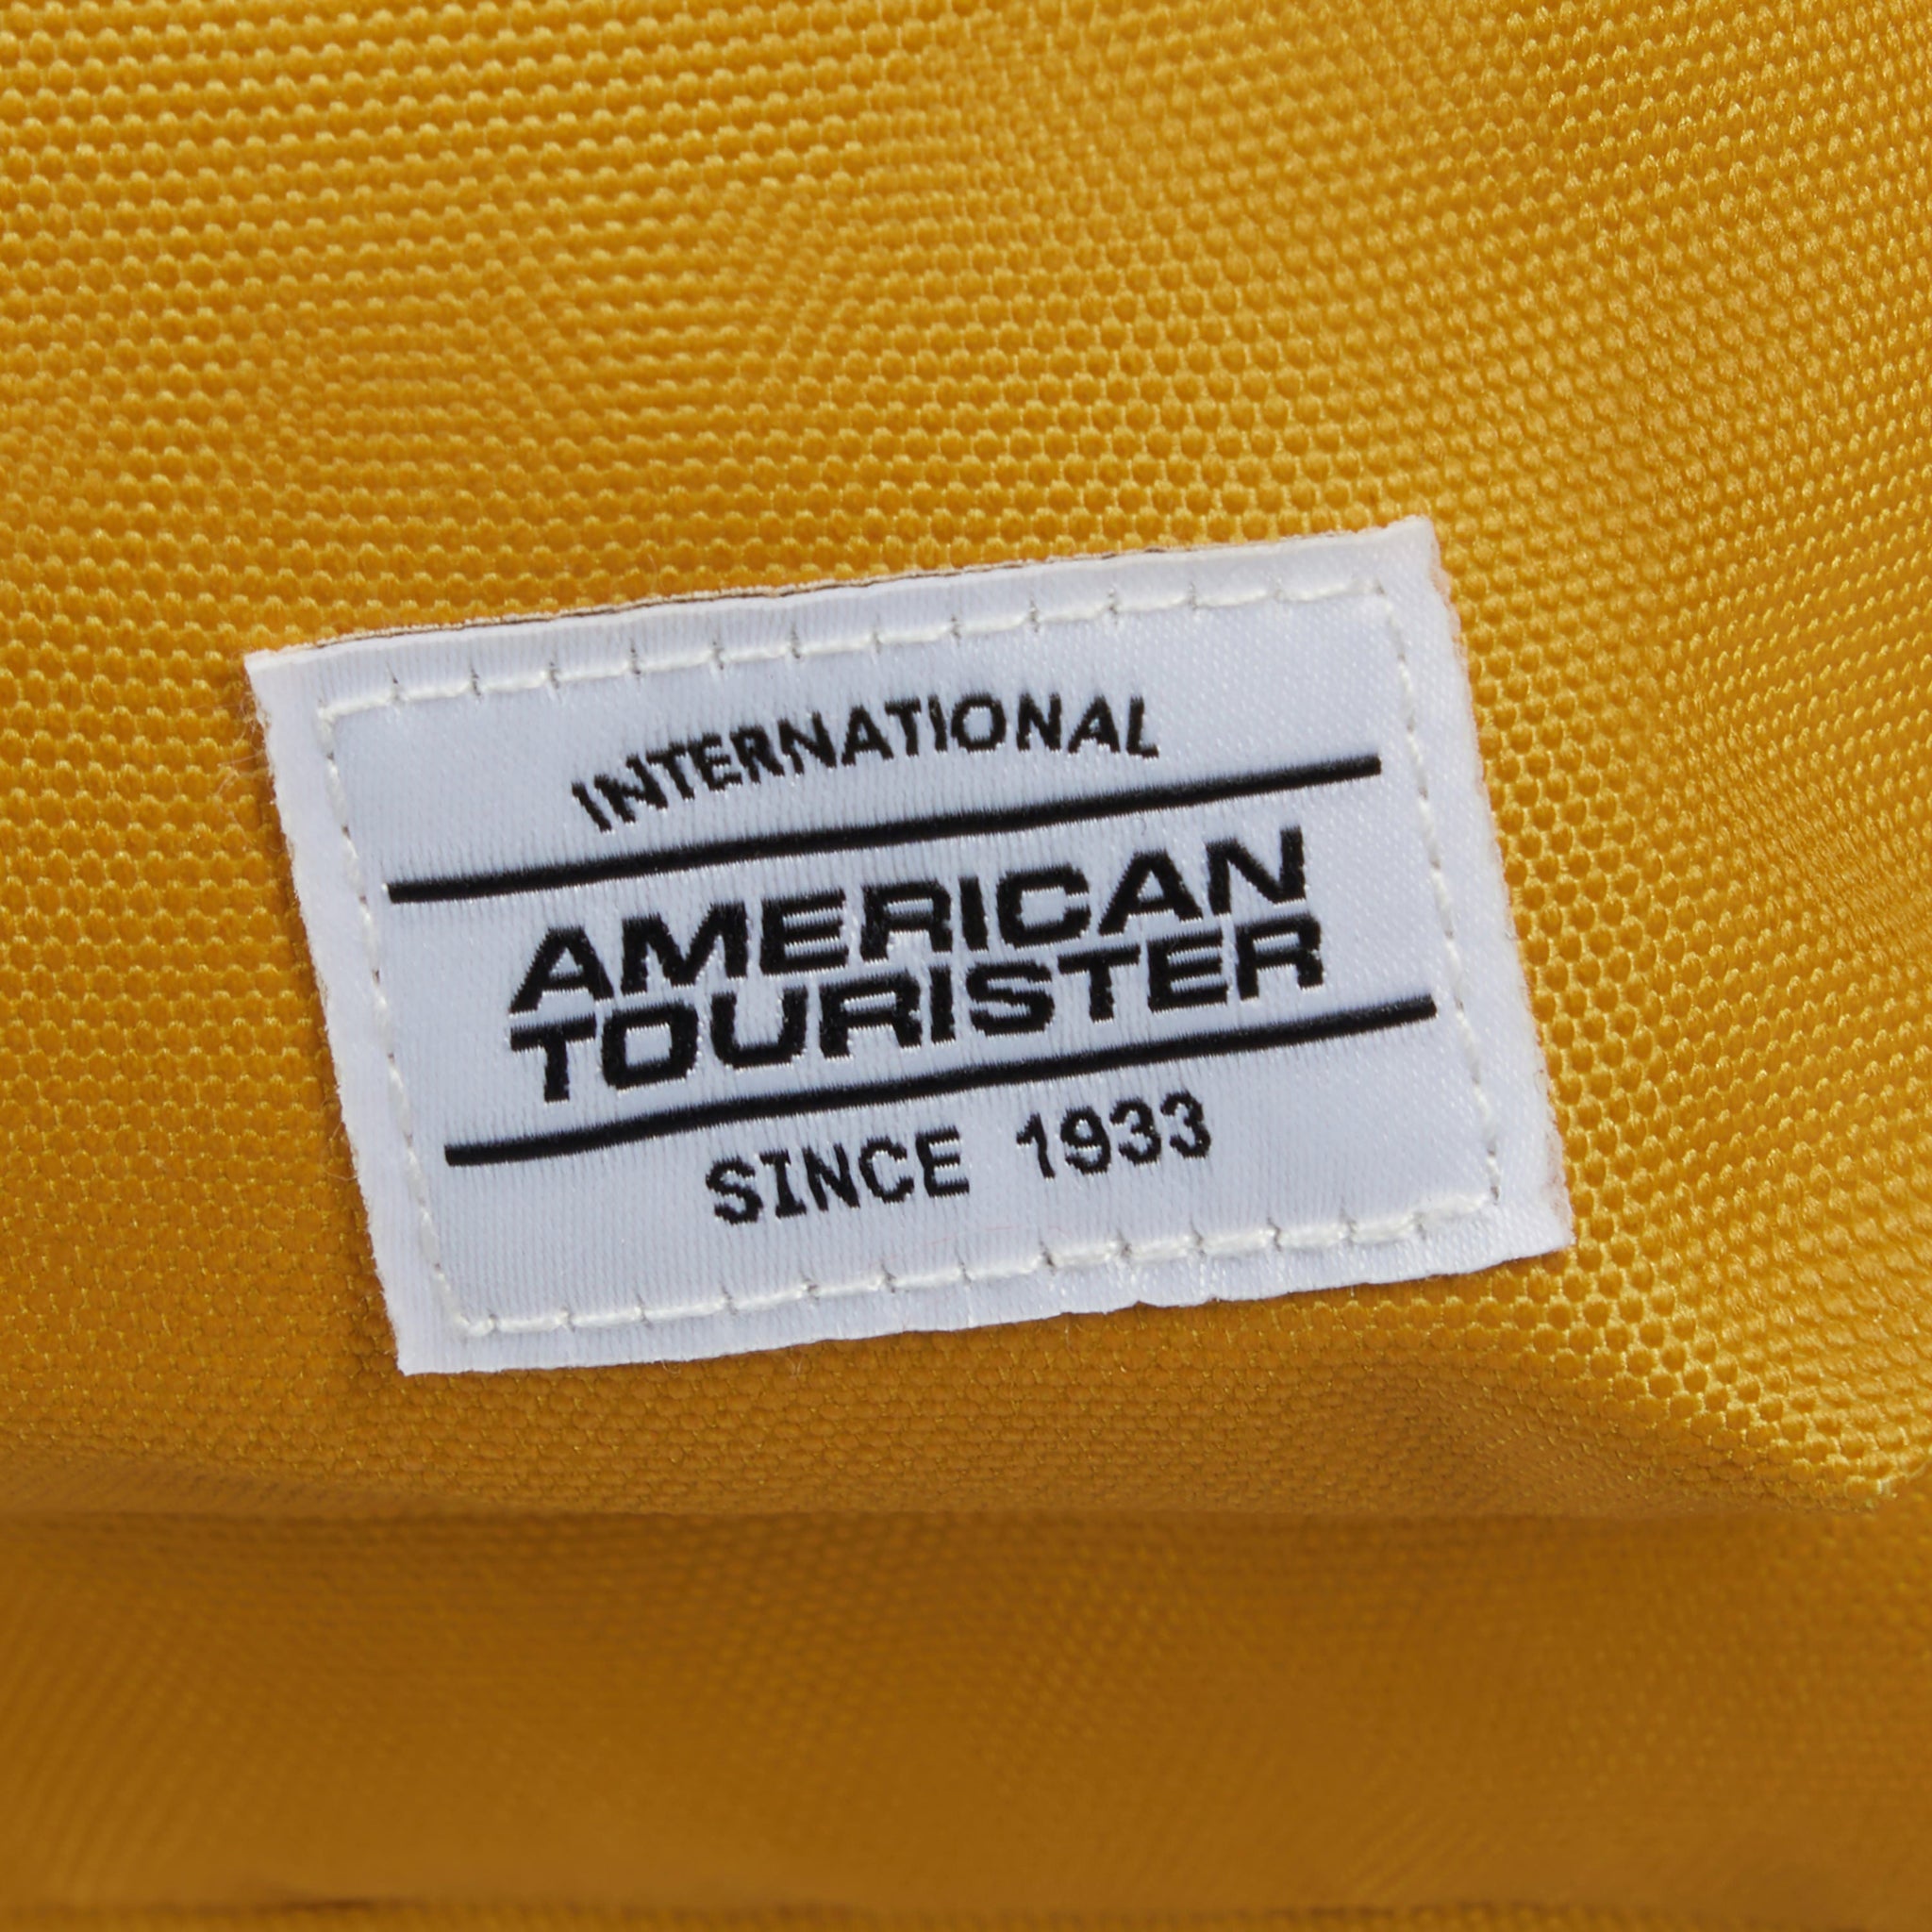 INTERNATIONAL
AMERICAN
TOURISTER
SINCE 1933